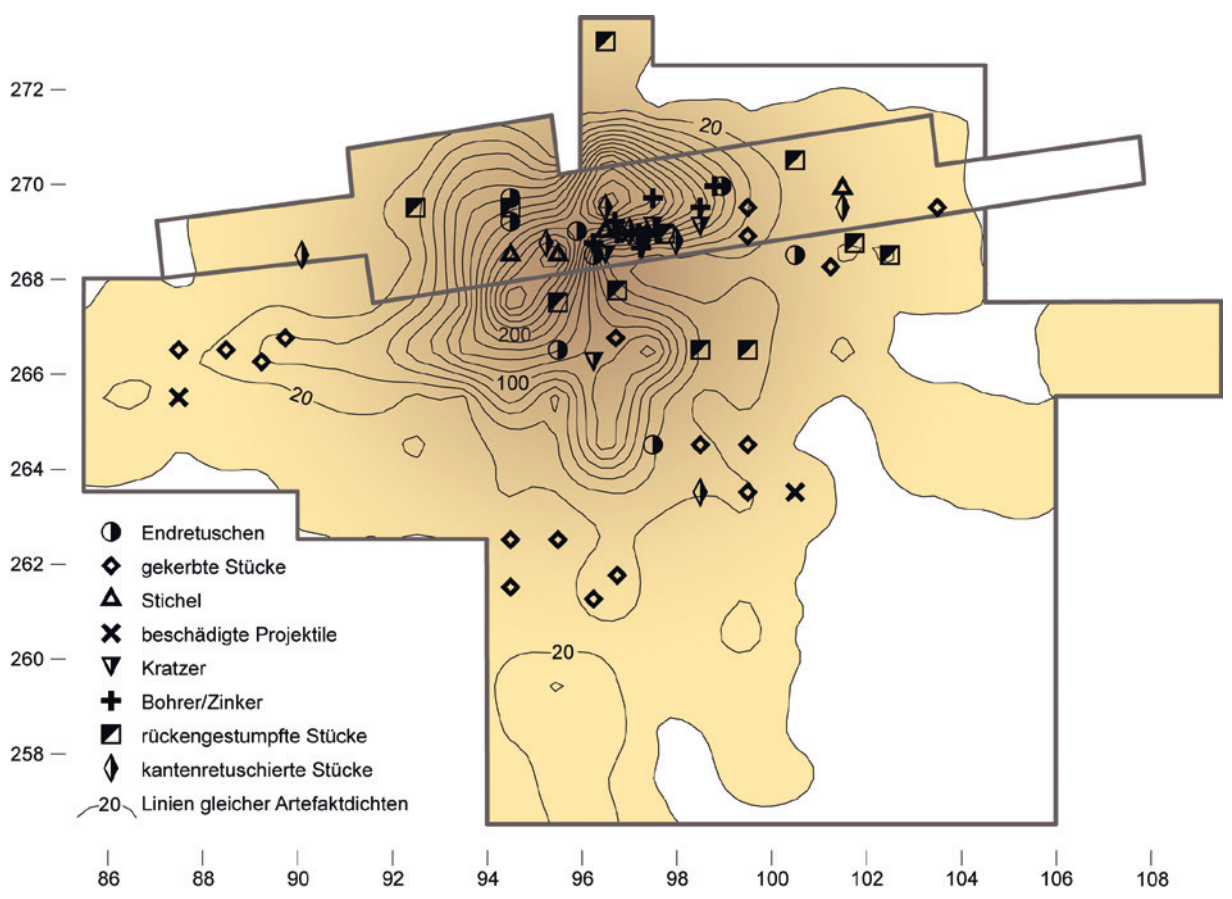 272
20
270
268
200
266
100
20
264
Endretuschen
gekerbte Stücke
262
Stichel
beschädigte Projektile
260
20
Kratzer
Bohrer/Zinker
rückengestumpfte Stücke
258
kantenretuschierte Stücke
20 Linien gleicher Artefaktdichten
86 88 90 92 94 96 98 100 102 104 106 108